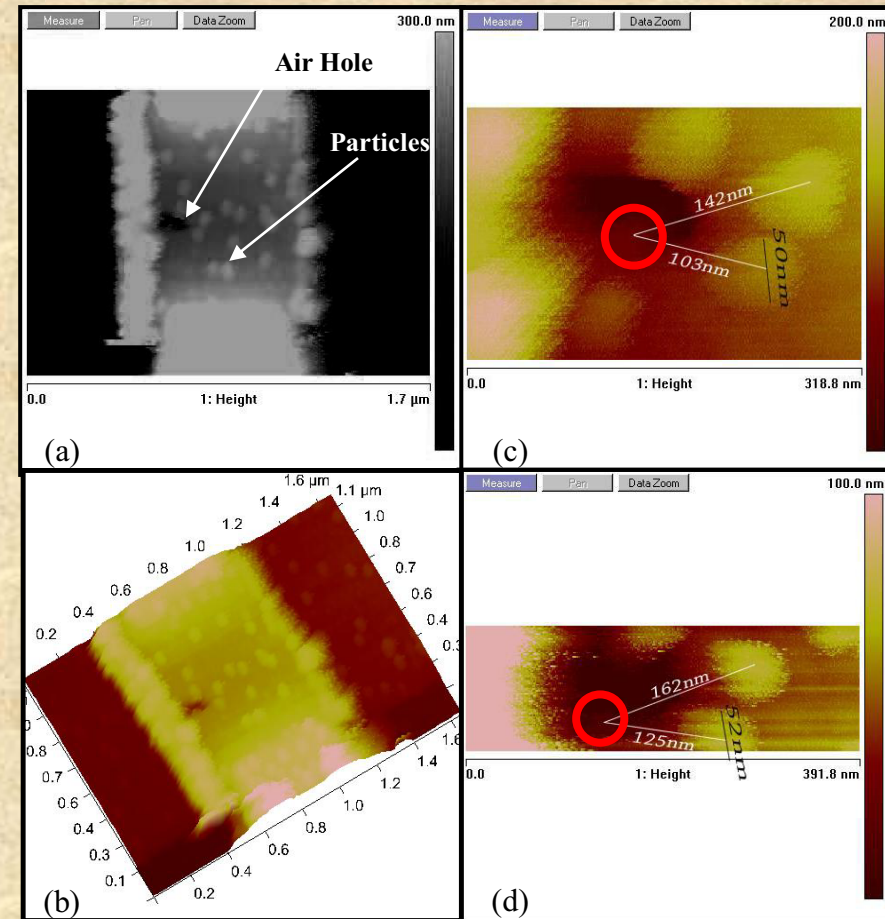 Measure Pan Data Zoom 300.0 nm
Air Hole
Particles
0.0 1: Height 1.7 µm
(a)
Measure Pan Data Zoom 200.0 nm
142nm
103nm
50nm
0.0 1: Height 318.8 nm
(c)
1.6 µm 1.1 µm
1.4 1.0
1.2 0.8
1.0 0.7
0.8 0.6
0.6 0.4
0.4 0.3
0.2
0.8
0.7 1.6
0.6 1.4
0.4 1.2
0.3 1.0
0.1 0.8
0.6
0.4
0.2
(b)
Measure Pan Data Zoom 100.0 nm
162nm
125nm
52nm
0.0 1: Height 391.8 nm
(d)